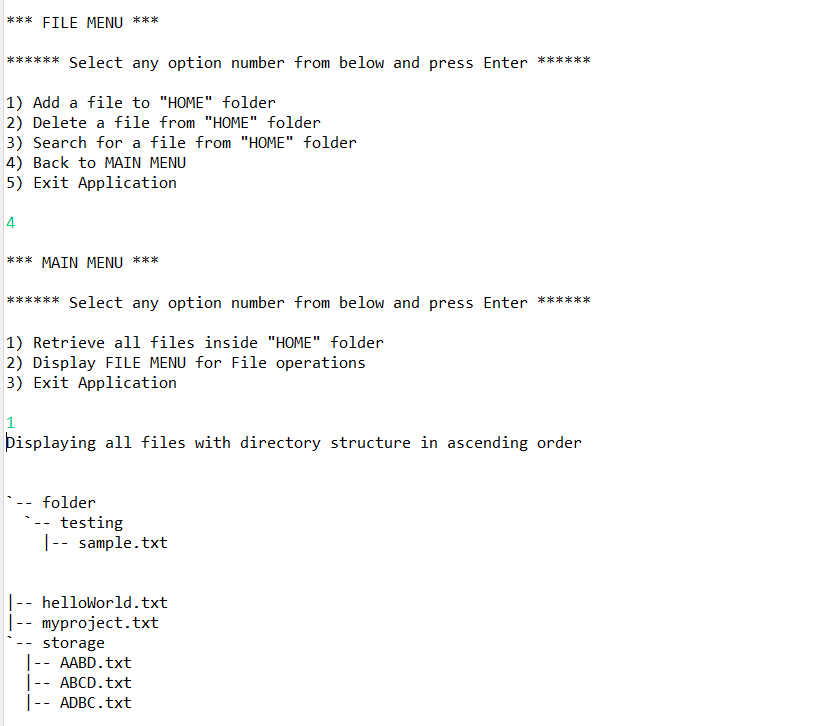 *** FILE MENU ***
****** Select any option number from below and press Enter ******
1) Add a file to "HOME" folder
2) Delete a file from "HOME" folder
3) Search for a file from "HOME" folder
4) Back to MAIN MENU
5) Exit Application
4
*** MAIN MENU ***
****** Select any option number from below and press Enter ******
1) Retrieve all files inside "HOME" folder
2) Display FILE MENU for File operations
3) Exit Application
1
Displaying all files with directory structure in ascending order
`-- folder
  `-- testing
    |-- sample.txt
|-- helloWorld.txt
|-- myproject.txt
`-- storage
  |-- AABD.txt
  |-- ABCD.txt
  |-- ADBC.txt